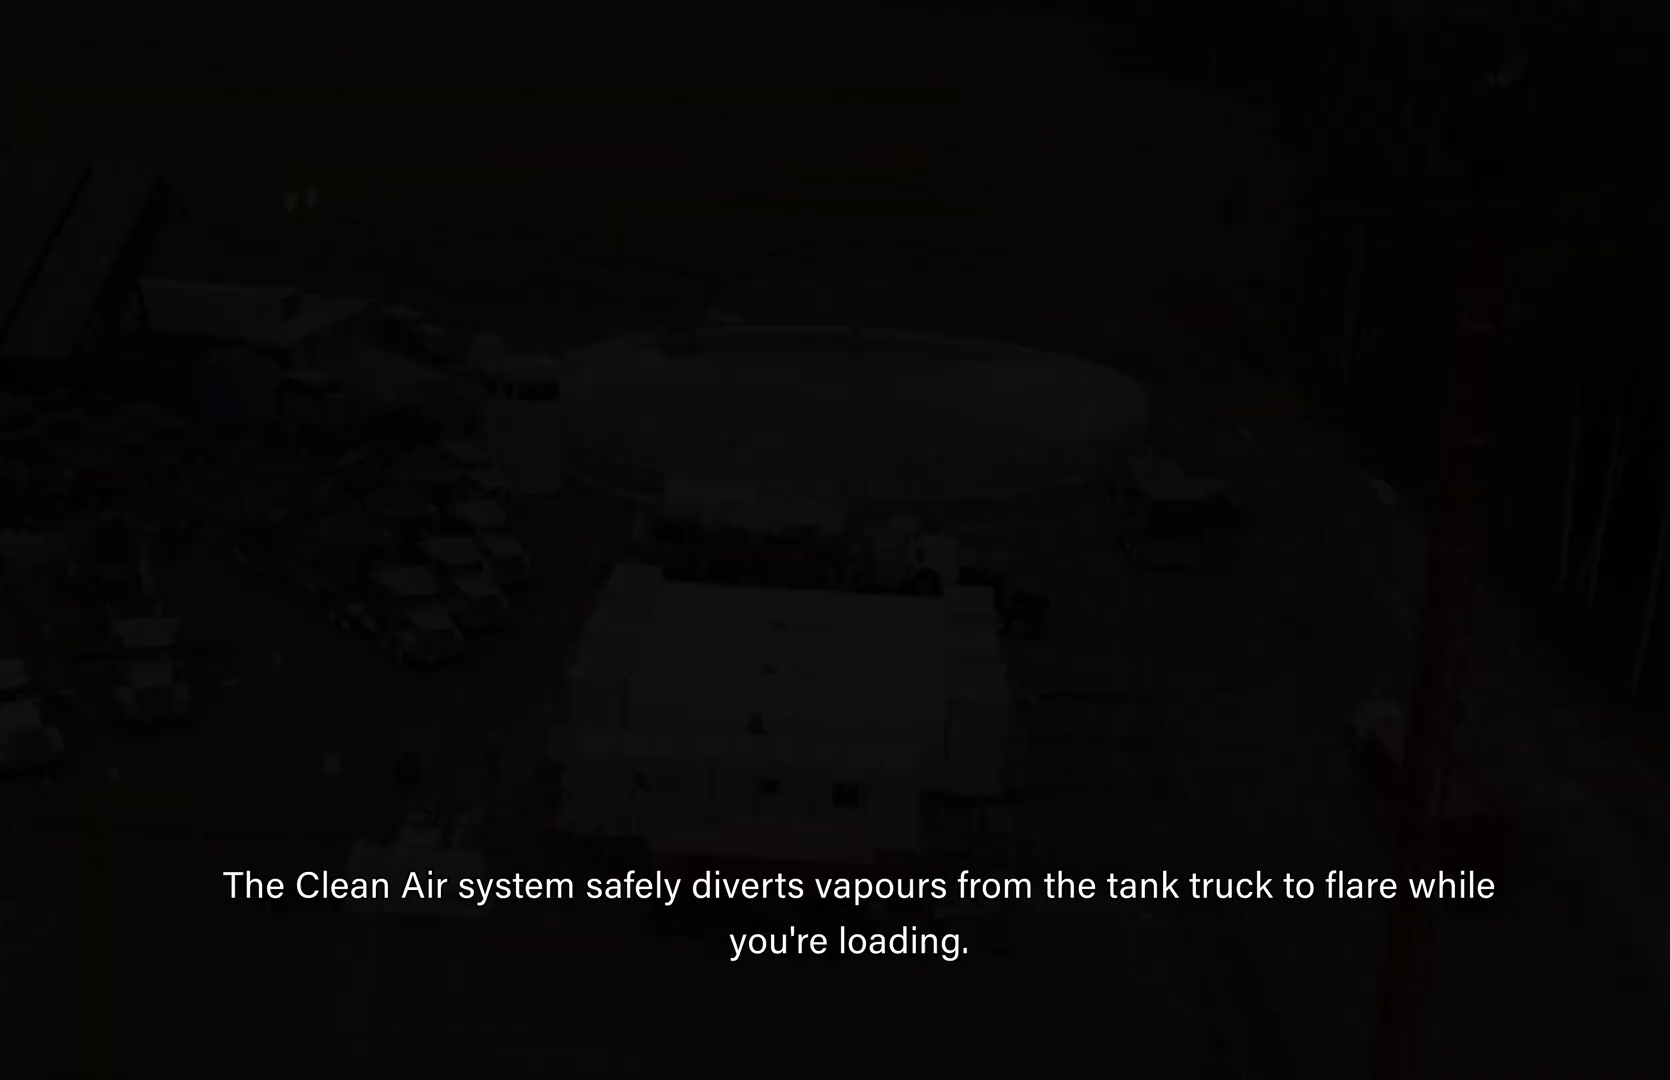 The Clean Air system safely diverts vapours from the tank truck to flare while
you're loading.